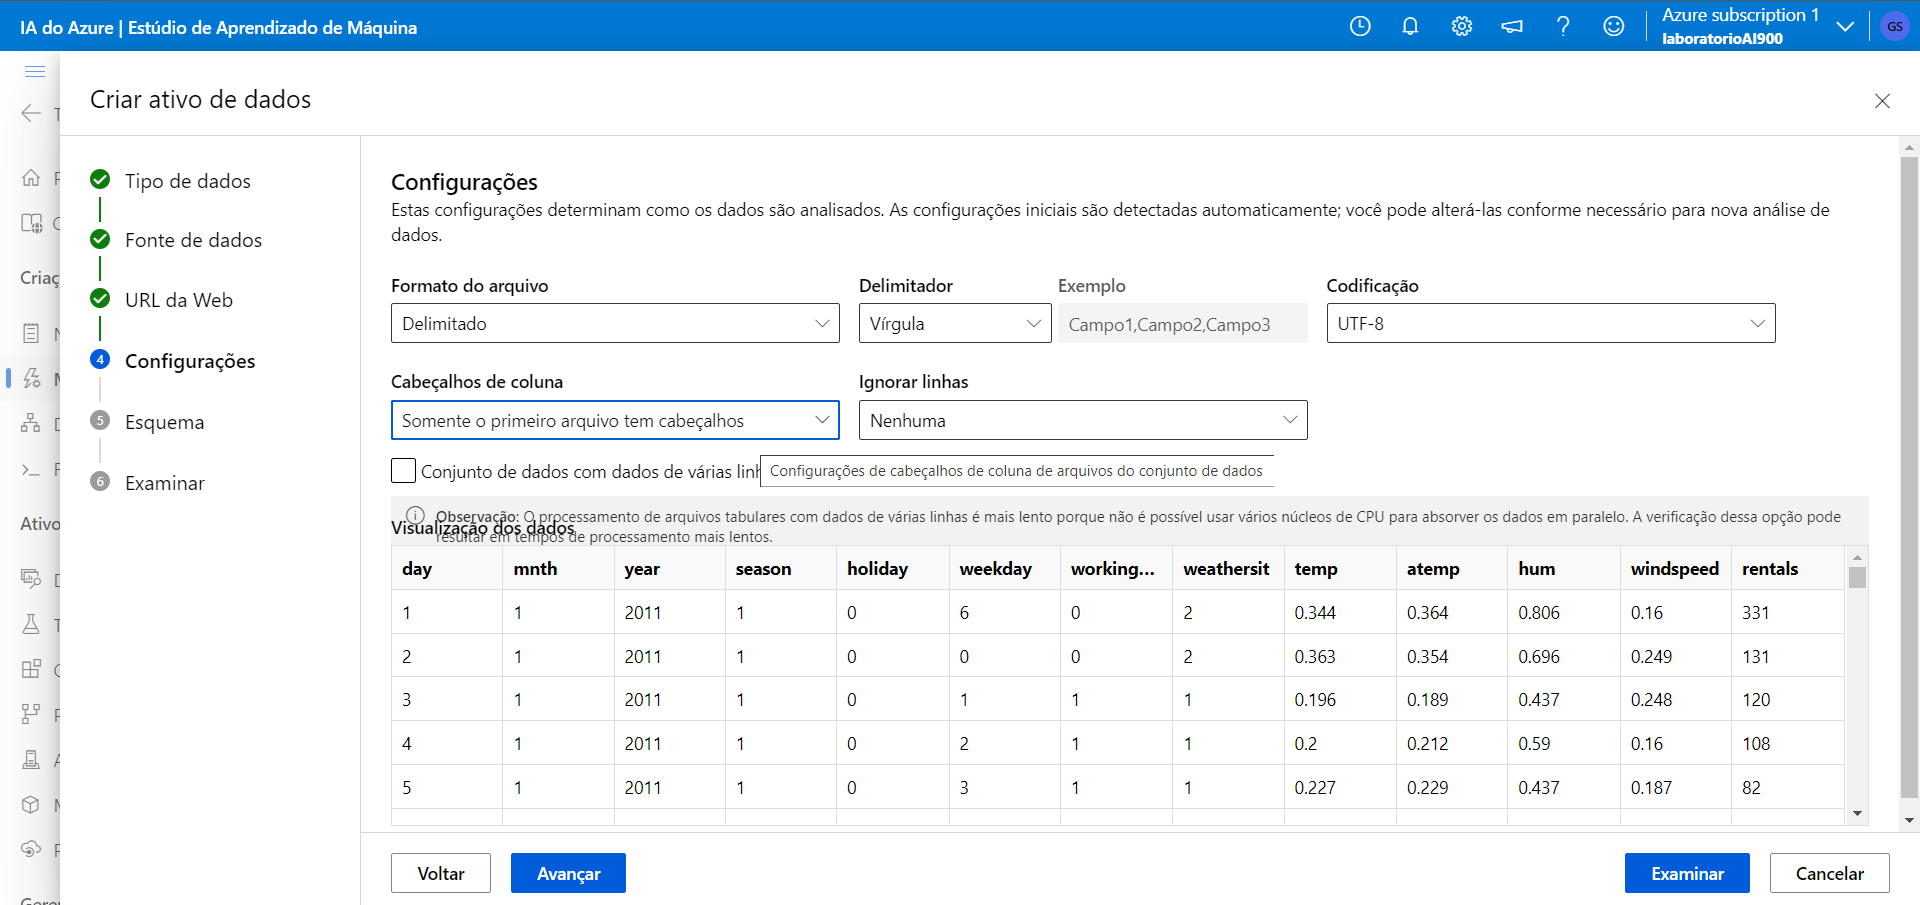 IA do Azure | Estúdio de Aprendizado de Máquina
Azure subscription 1
laboratorioAI900
GS
Criar ativo de dados
Tipo de dados
Fonte de dados
URL da Web
4 Configurações
5 Esquema
6 Examinar
Criaç
Ativo
Configurações
Estas configurações determinam como os dados são analisados. As configurações iniciais são detectadas automaticamente; você pode alterá-las conforme necessário para nova análise de
dados.
Formato do arquivo Delimitador Exemplo Codificação
Delimitado Vírgula Campo1,Campo2,Campo3 UTF-8
Cabeçalhos de coluna Ignorar linhas
Somente o primeiro arquivo tem cabeçalhos Nenhuma
Conjunto de dados com dados de várias linh
Configurações de cabeçalhos de coluna de arquivos do conjunto de dados
Observação: O processamento de arquivos tabulares com dados de várias linhas é mais lento porque não é possível usar vários núcleos de CPU para absorver os dados em paralelo. A verificação dessa opção pode
resultar em tempos de processamento mais lentos.
Visualização dos dados
day mnth year season holiday weekday working... weathersit temp atemp hum windspeed rentals
1 1 2011 1 0 6 0 2 0.344 0.364 0.806 0.16 331
2 1 2011 1 0 0 0 2 0.363 0.354 0.696 0.249 131
3 1 2011 1 0 1 1 1 0.196 0.189 0.437 0.248 120
4 1 2011 1 0 2 1 1 0.2 0.212 0.59 0.16 108
5 1 2011 1 0 3 1 1 0.227 0.229 0.437 0.187 82
Voltar Avançar Examinar Cancelar